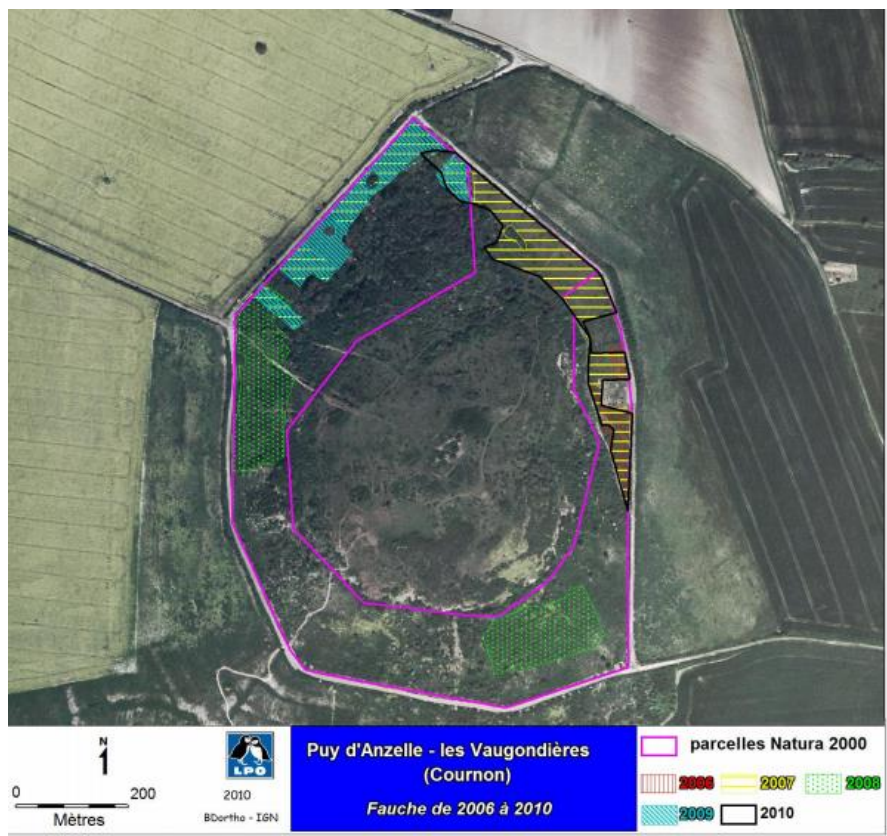 N
0 200
Mètres
LPO
2010
BDortho - IGN
Puy d'Anzelle - les Vaugondières
(Cournon)
Fauche de 2006 à 2010
parcelles Natura 2000
2006 2007 2008
2009 2010